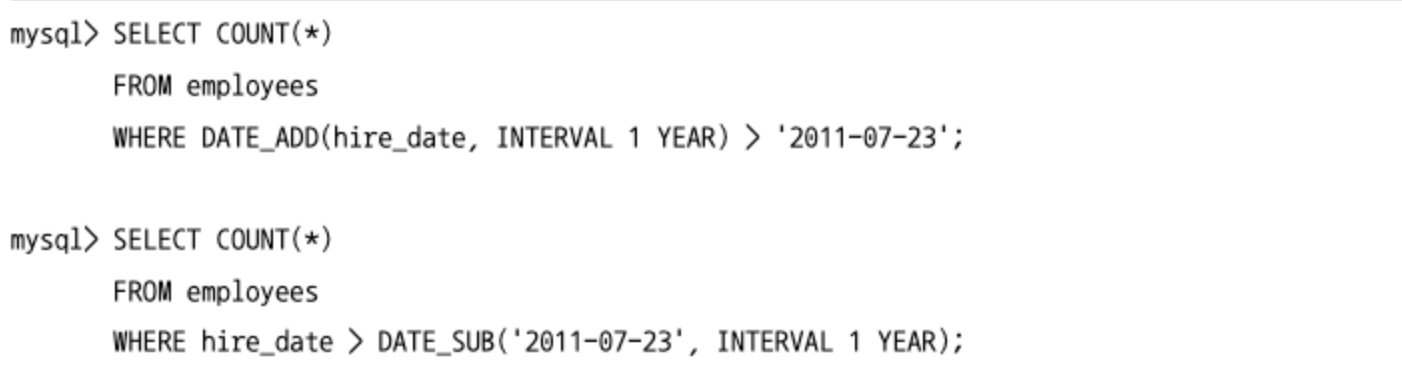 mysql> SELECT COUNT(*)
FROM employees
WHERE DATE_ADD(hire_date, INTERVAL 1 YEAR) > '2011-07-23';
mysql> SELECT COUNT(*)
FROM employees
WHERE hire_date > DATE_SUB('2011-07-23', INTERVAL 1 YEAR);